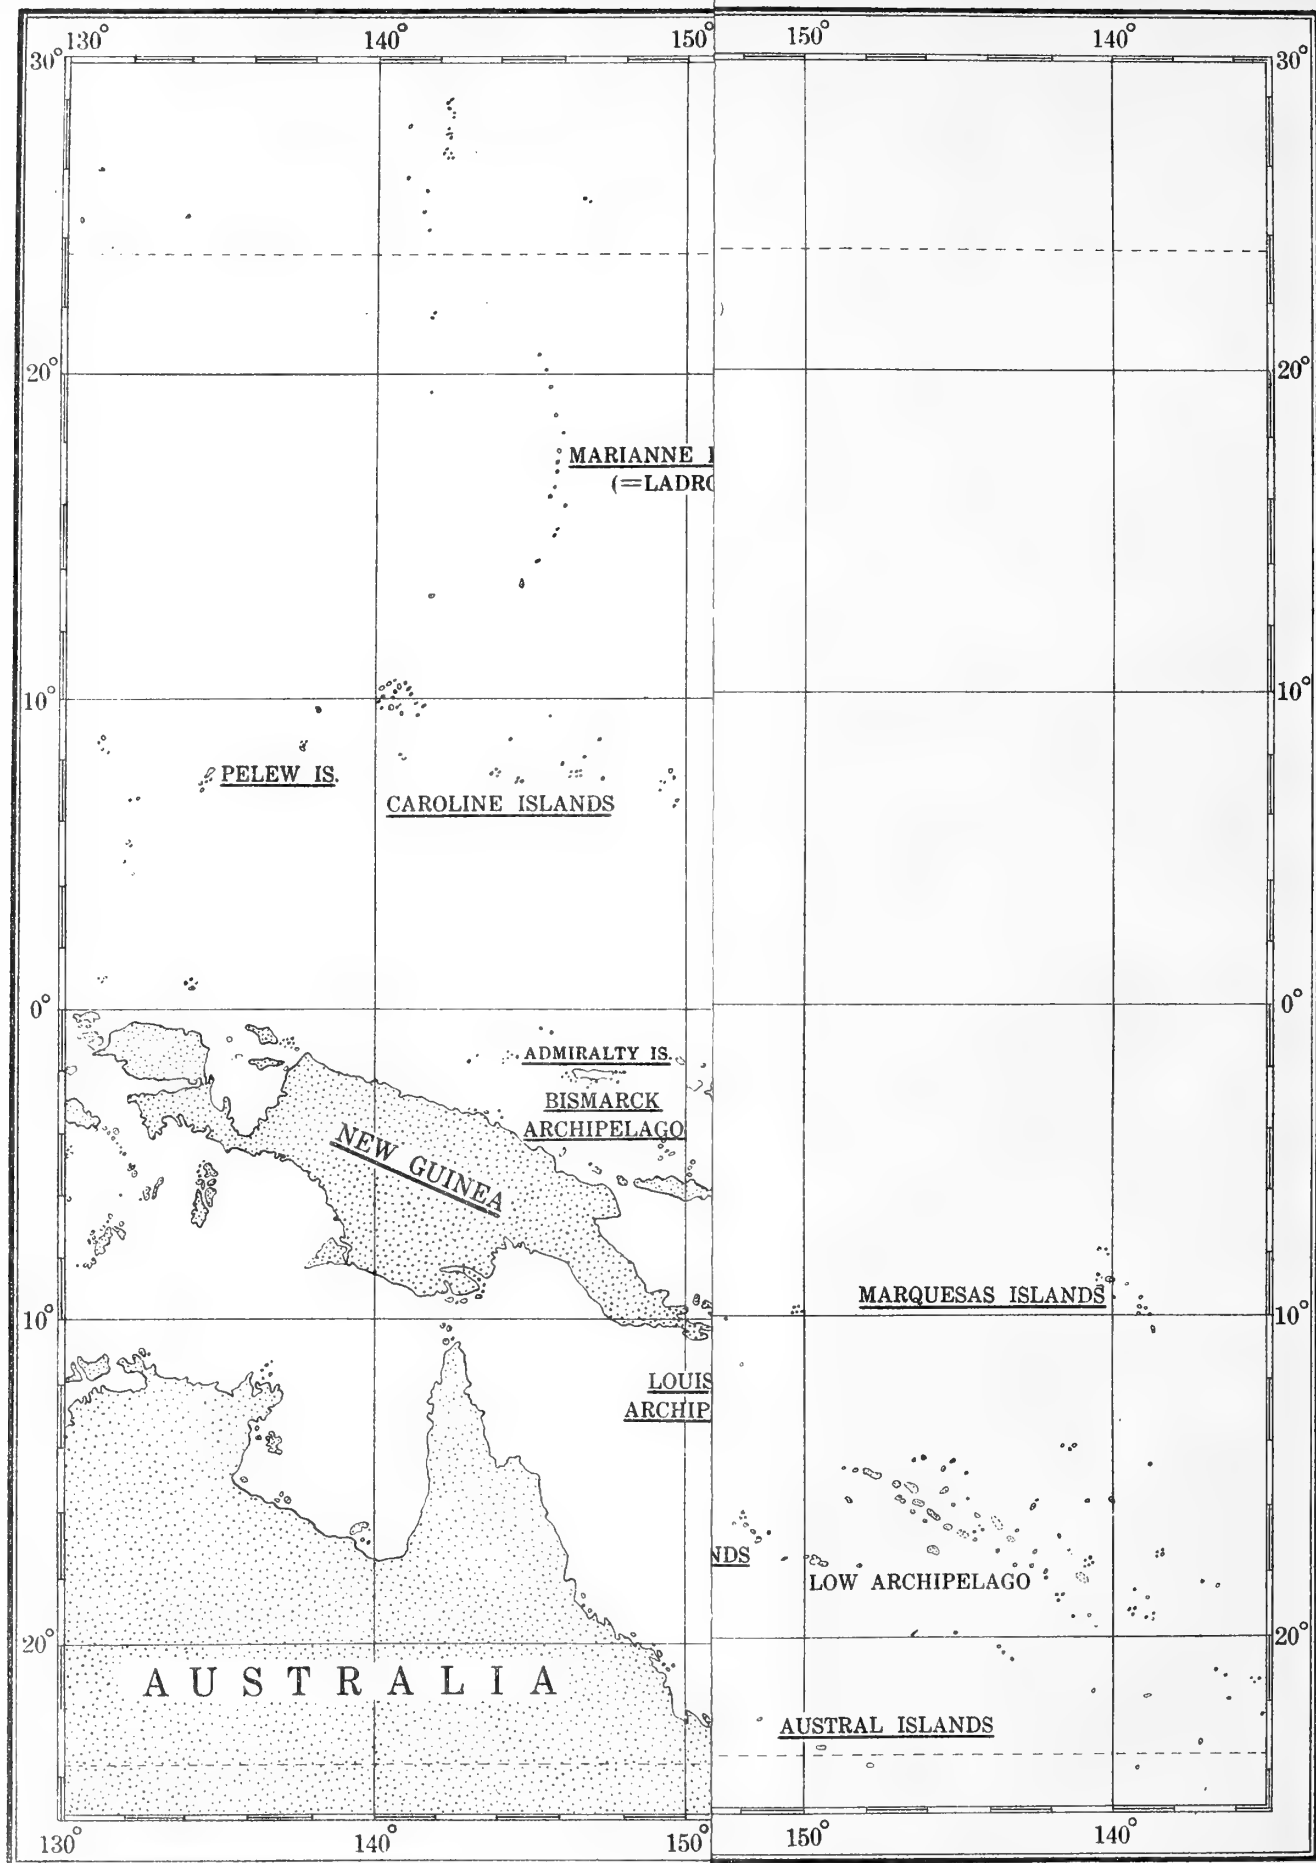 130° 140° 150° 150° 140°
30° 30°
20° 20°
MARIANNE I
(=LADRO
10° 10°
PELEW IS.
CAROLINE ISLANDS
0° 0°
ADMIRALTY IS.
BISMARCK
ARCHIPELAGO
NEW GUINEA
MARQUESAS ISLANDS
10° 10°
LOUIS
ARCHIP
NDS
LOW ARCHIPELAGO
20° 20°
AUSTRALIA
AUSTRAL ISLANDS
130° 140° 150° 150° 140°